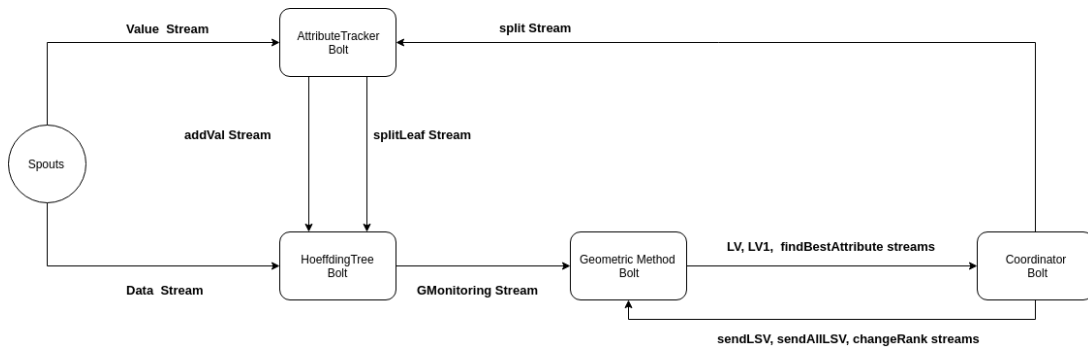 Value Stream
AttributeTracker
Bolt
split Stream
addVal Stream
splitLeaf Stream
Spouts
HoeffdingTree
Bolt
Geometric Method
Bolt
LV, LV1, findBestAttribute streams
Coordinator
Bolt
Data Stream
GMonitoring Stream
sendLSV, sendAllLSV, changeRank streams